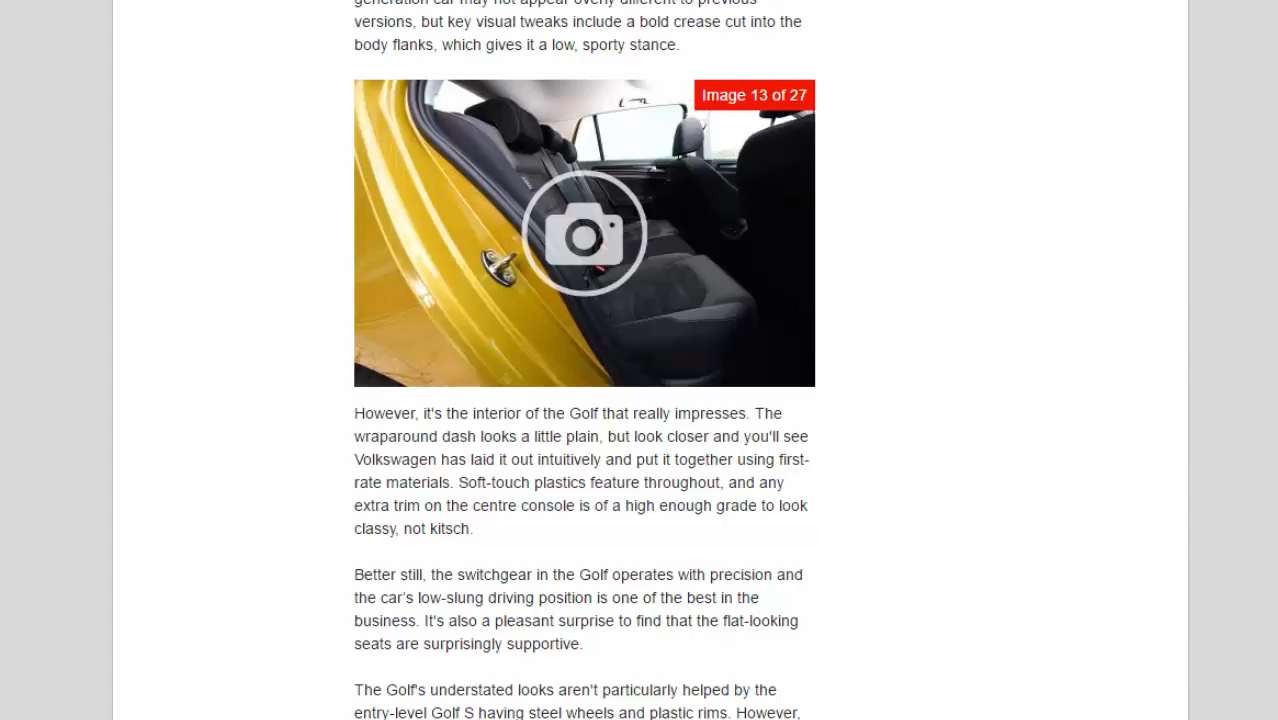 generation car may not appear overly different to previous
versions, but key visual tweaks include a bold crease cut into the
body flanks, which gives it a low, sporty stance.
Image 13 of 27
However, it's the interior of the Golf that really impresses. The
wraparound dash looks a little plain, but look closer and you'll see
Volkswagen has laid it out intuitively and put it together using first-
rate materials. Soft-touch plastics feature throughout, and any
extra trim on the centre console is of a high enough grade to look
classy, not kitsch.
Better still, the switchgear in the Golf operates with precision and
the car’s low-slung driving position is one of the best in the
business. It's also a pleasant surprise to find that the flat-looking
seats are surprisingly supportive.
The Golf's understated looks aren't particularly helped by the
entry-level Golf S having steel wheels and plastic rims. However,